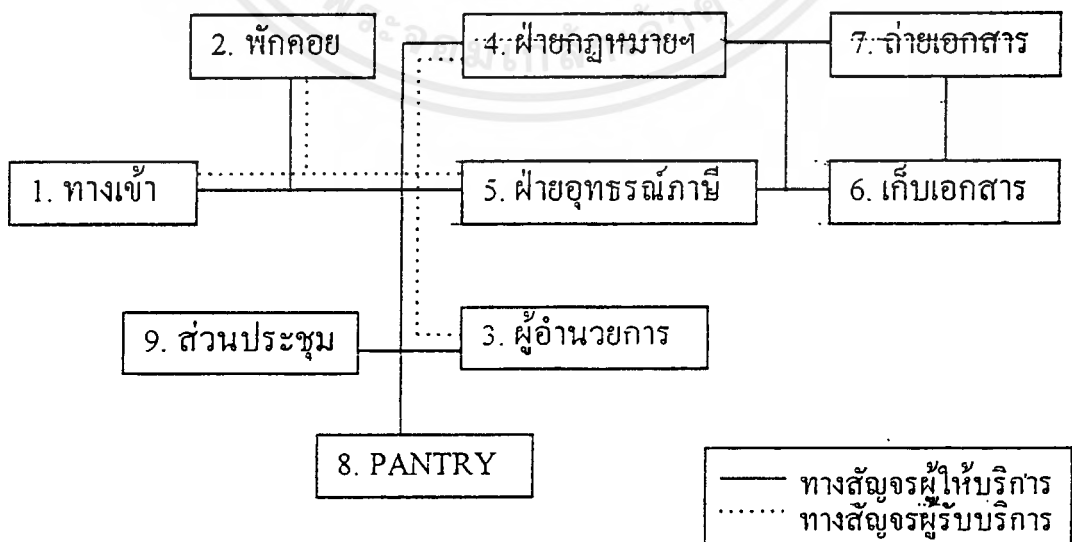 2. พักคอย
4. ฝ่ายกฎหมายฯ
7. ถ่ายเอกสาร
1. ทางเข้า
5. ฝ่ายอุทธรณ์ภาษี
6. เก็บเอกสาร
9. ส่วนประชุม
3. ผู้อำนวยการ
8. PANTRY
ทางสัญจรผู้ให้บริการ
ทางสัญจรผู้รับบริการ